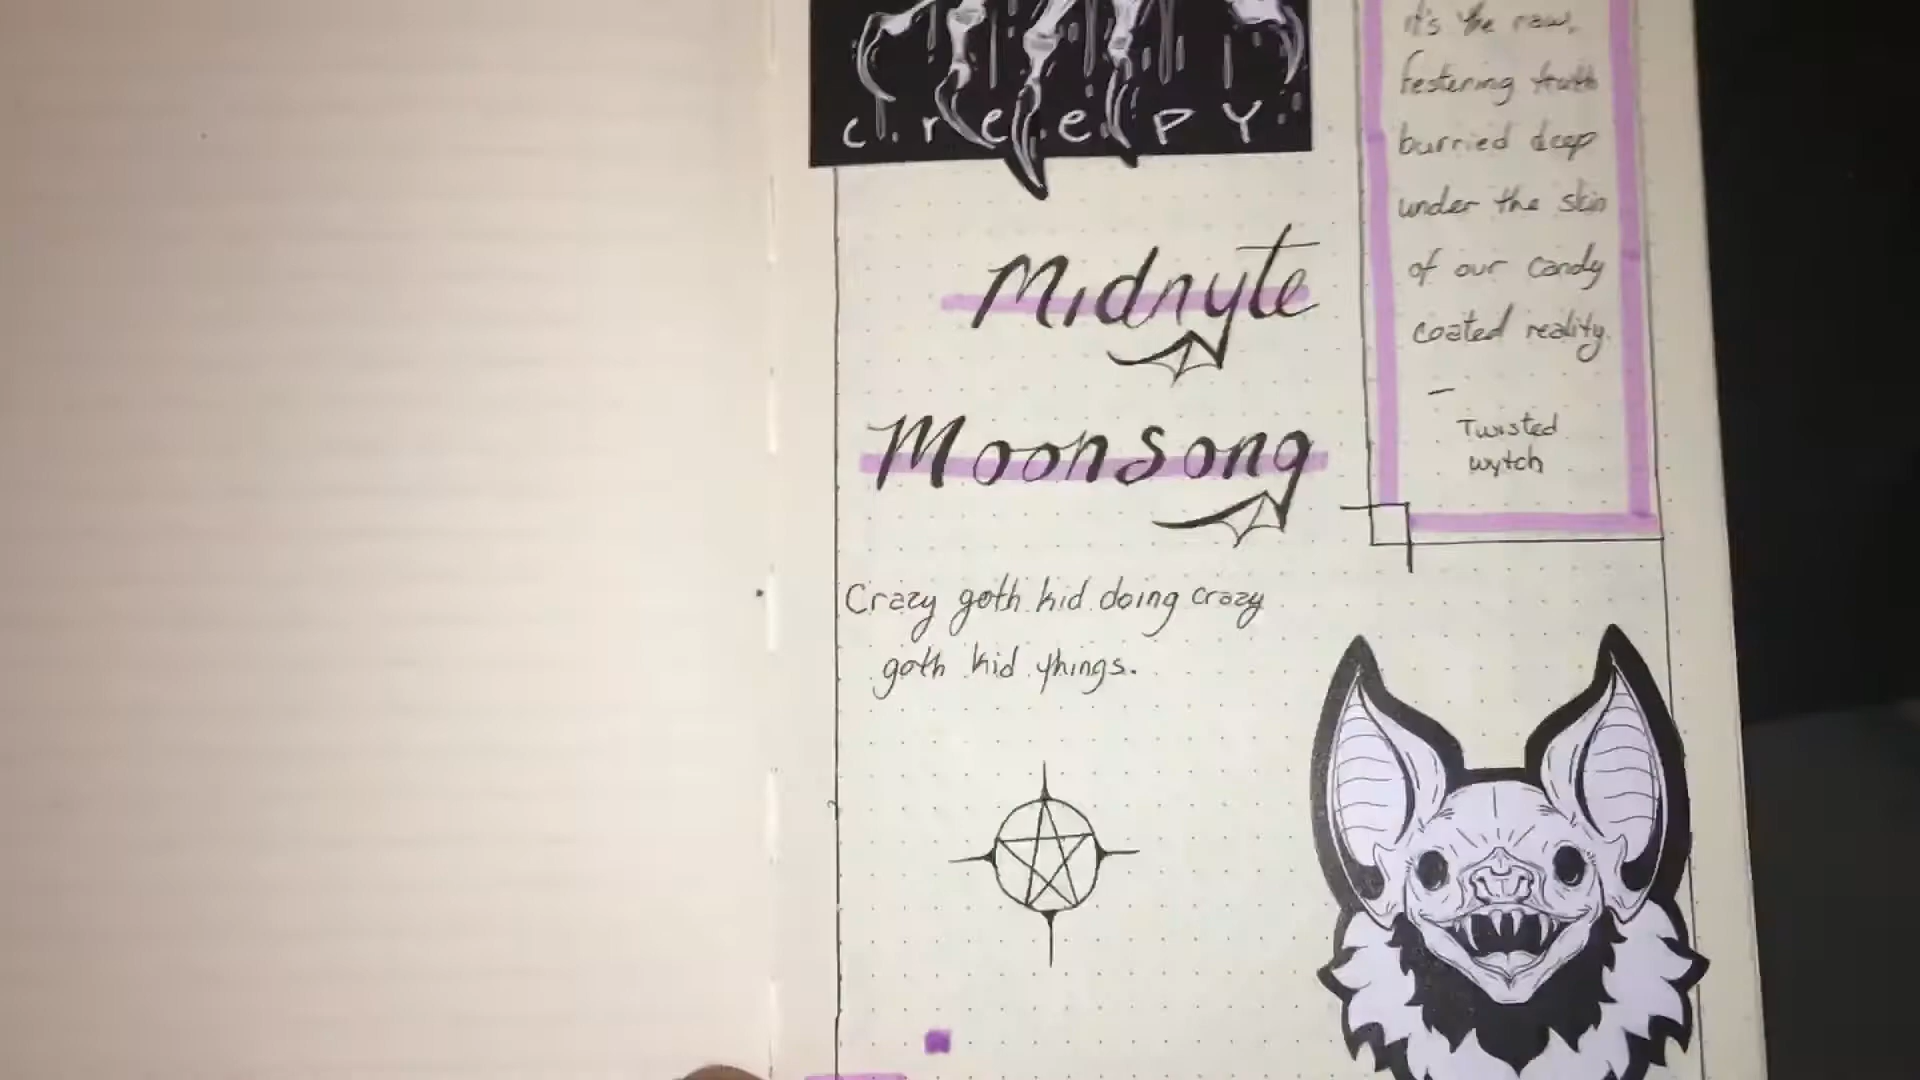 creepy
Midnyte
Moonsong
Crazy goth kid doing crazy
goth kid things.
it's the raw,
festering truth
burried deep
under the skin
of our candy
coated reality.
—
Twisted
wytch